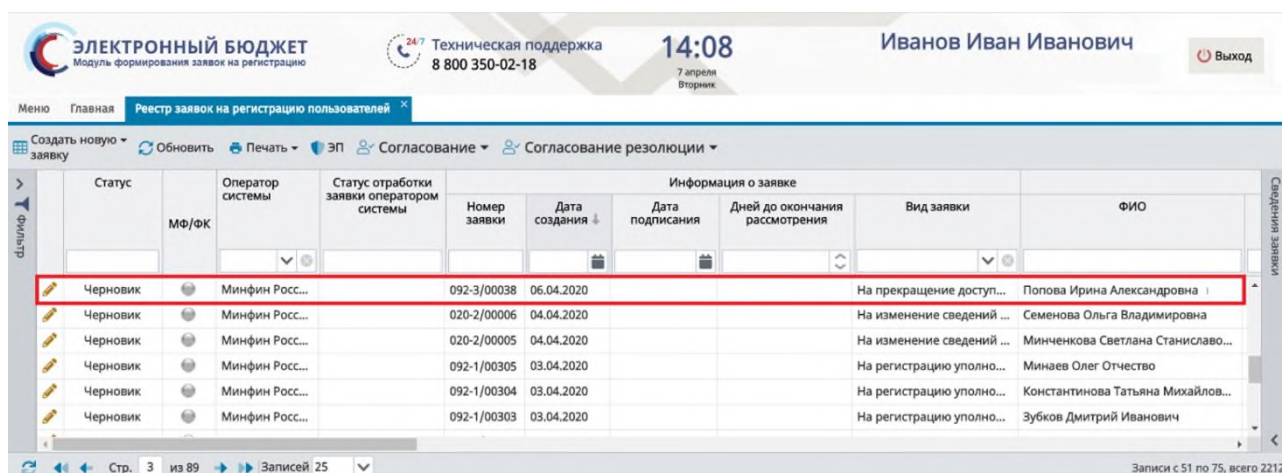 ЭЛЕКТРОННЫЙ БЮДЖЕТ
Модуль формирования заявок на регистрацию
24/7 Техническая поддержка
8 800 350-02-18
14:08
7 апреля
Вторник
Иванов Иван Иванович
Выход
Меню Главная Реестр заявок на регистрацию пользователей ×
Создать новую заявку Обновить Печать ЭП Согласование Согласование резолюции
Фильтр
Сведения заявки
Информация о заявке
Статус МФ/ФК Оператор системы Статус отработки заявки оператором системы Номер заявки Дата создания Дата подписания Дней до окончания рассмотрения Вид заявки ФИО
Черновик Минфин Росс... 092-3/00038 06.04.2020 На прекращение доступ... Попова Ирина Александровна
Черновик Минфин Росс... 020-2/00006 04.04.2020 На изменение сведений ... Семенова Ольга Владимировна
Черновик Минфин Росс... 020-2/00005 04.04.2020 На изменение сведений ... Минченкова Светлана Станиславо...
Черновик Минфин Росс... 092-1/00305 03.04.2020 На регистрацию уполно... Минаев Олег Отчество
Черновик Минфин Росс... 092-1/00304 03.04.2020 На регистрацию уполно... Константинова Татьяна Михайлов...
Черновик Минфин Росс... 092-1/00303 03.04.2020 На регистрацию уполно... Зубков Дмитрий Иванович
Стр. 3 из 89 Записей 25 Записи с 51 по 75, всего 2212